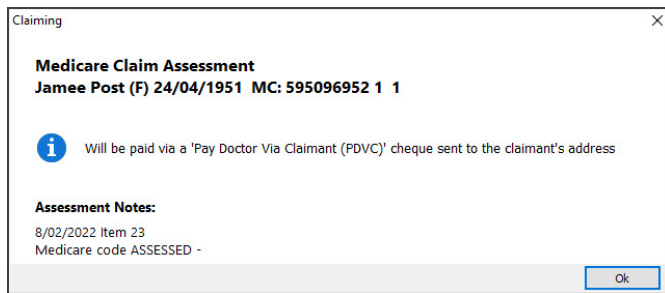 Claiming
Medicare Claim Assessment
Jamee Post (F) 24/04/1951 MC: 595096952 1 1
Will be paid via a 'Pay Doctor Via Claimant (PDVC)' cheque sent to the claimant's address
Assessment Notes:
8/02/2022 Item 23
Medicare code ASSESSED -
Ok